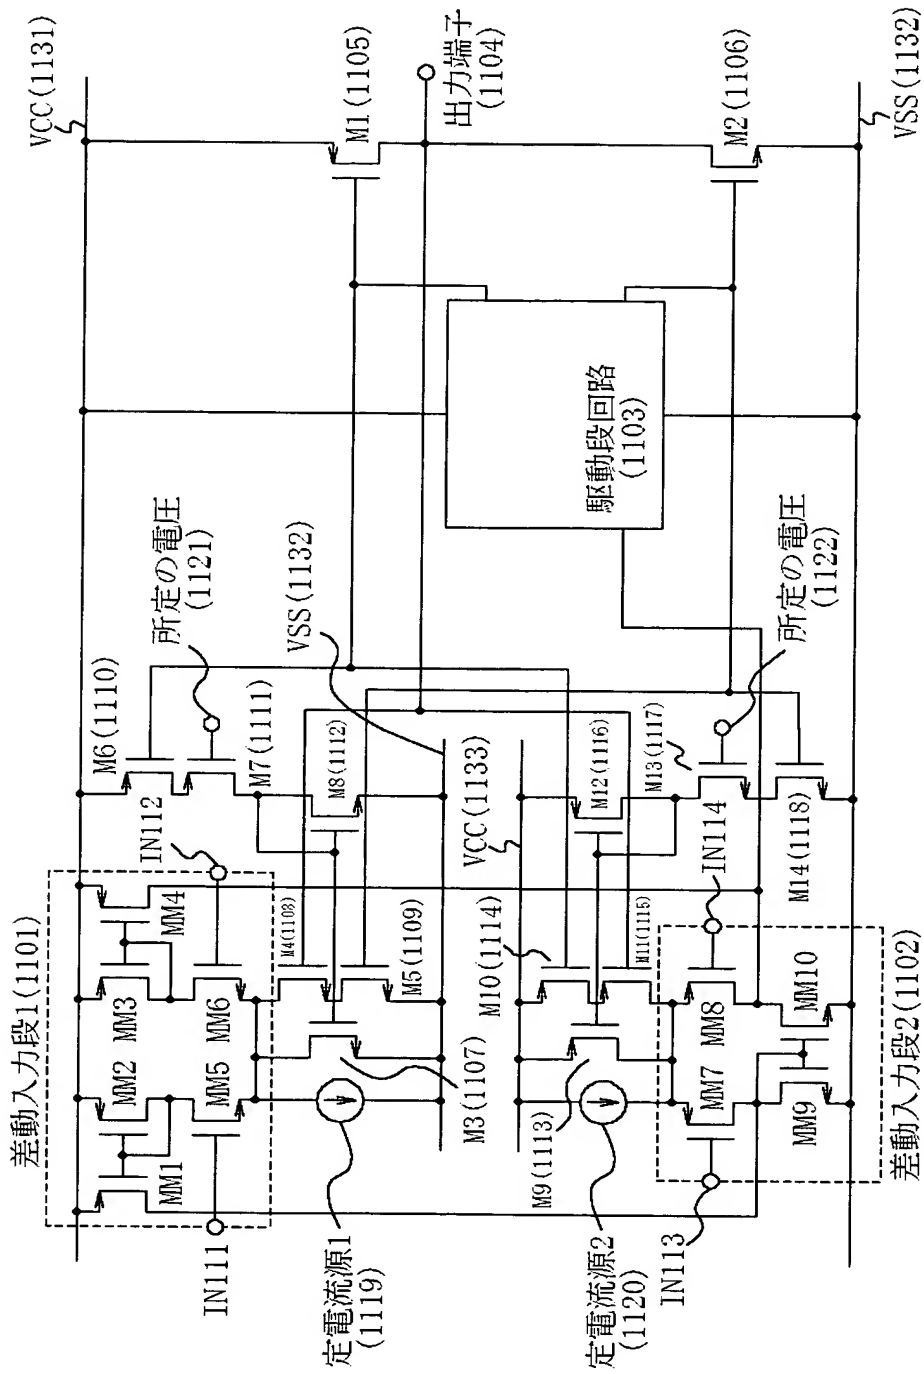 VCC(1131)
M1(1105)
出力端子
(1104)
M2(1106)
VSS(1132)
駆動段回路
(1103)
所定の電圧
(1121)
VSS(1132)
所定の電圧
(1122)
M6(1110)
M7(1111)
M8(1112)
VCC(1133)
M12(1116)
M13(1117)
M14(1118)
IN112
IN114
差動入力段1(1101)
MM4
MM3
MM6
MM2
MM5
MM1
IN111
M4(1108)
M5(1109)
M3(1107)
M10(1114)
M11(1115)
M9(1113)
差動入力段2(1102)
MM8
MM10
MM7
MM9
IN113
定電流源1
(1119)
定電流源2
(1120)